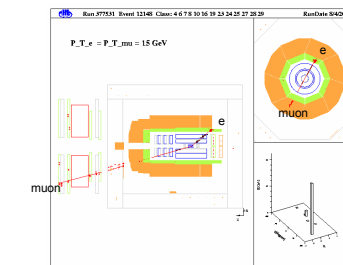 Run 377531 Event 12148 Class: 4 6 7 8 10 16 19 23 24 25 27 28 29
RunDate 8/4/20
P_T_e = P_T_mu = 15 GeV
e
muon
e
muon